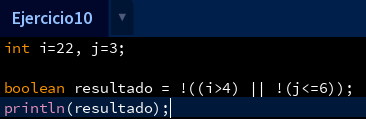 Ejercicio10
int i=22, j=3;
boolean resultado = !((i>4) || !(j<=6));
println(resultado);